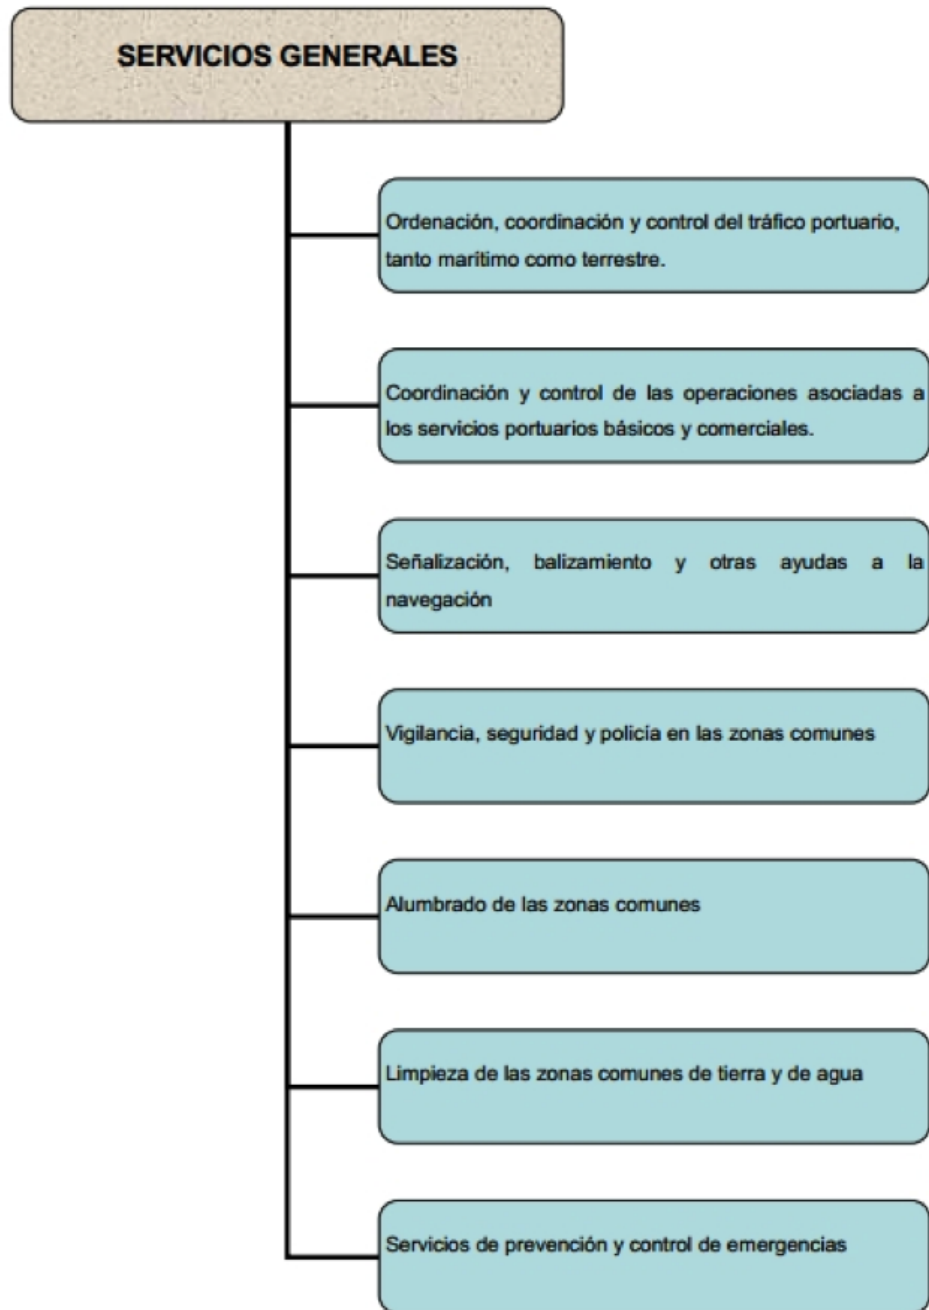 SERVICIOS GENERALES
Ordenación, coordinación y control del tráfico portuario,
tanto marítimo como terrestre.
Coordinación y control de las operaciones asociadas a
los servicios portuarios básicos y comerciales.
Señalización, balizamiento y otras ayudas a la
navegación
Vigilancia, seguridad y policía en las zonas comunes
Alumbrado de las zonas comunes
Limpieza de las zonas comunes de tierra y de agua
Servicios de prevención y control de emergencias